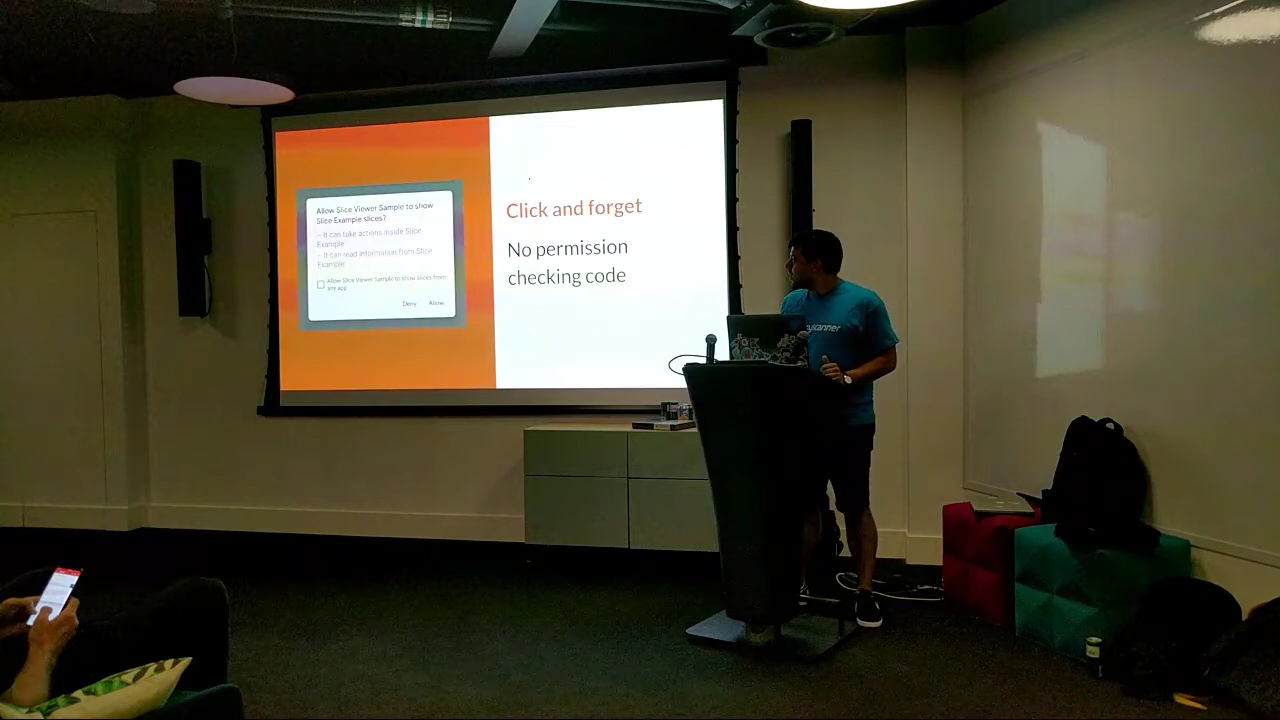 Allow Slice Viewer Sample to show
Slice Example slices?
- It can take actions inside Slice
Example
- It can read information from Slice
Example
Allow Slice Viewer Sample to show slices from
any app
Deny Allow
Click and forget
No permission
checking code
scanner